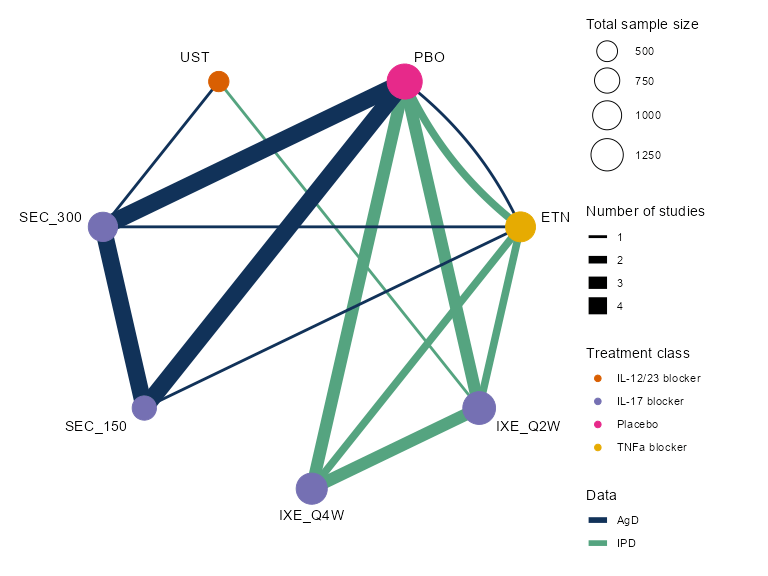 UST
PBO
SEC_300
ETN
SEC_150
IXE_Q2W
IXE_Q4W
Total sample size
500
750
1000
1250
Number of studies
1
2
3
4
Treatment class
IL-12/23 blocker
IL-17 blocker
Placebo
TNFa blocker
Data
AgD
IPD